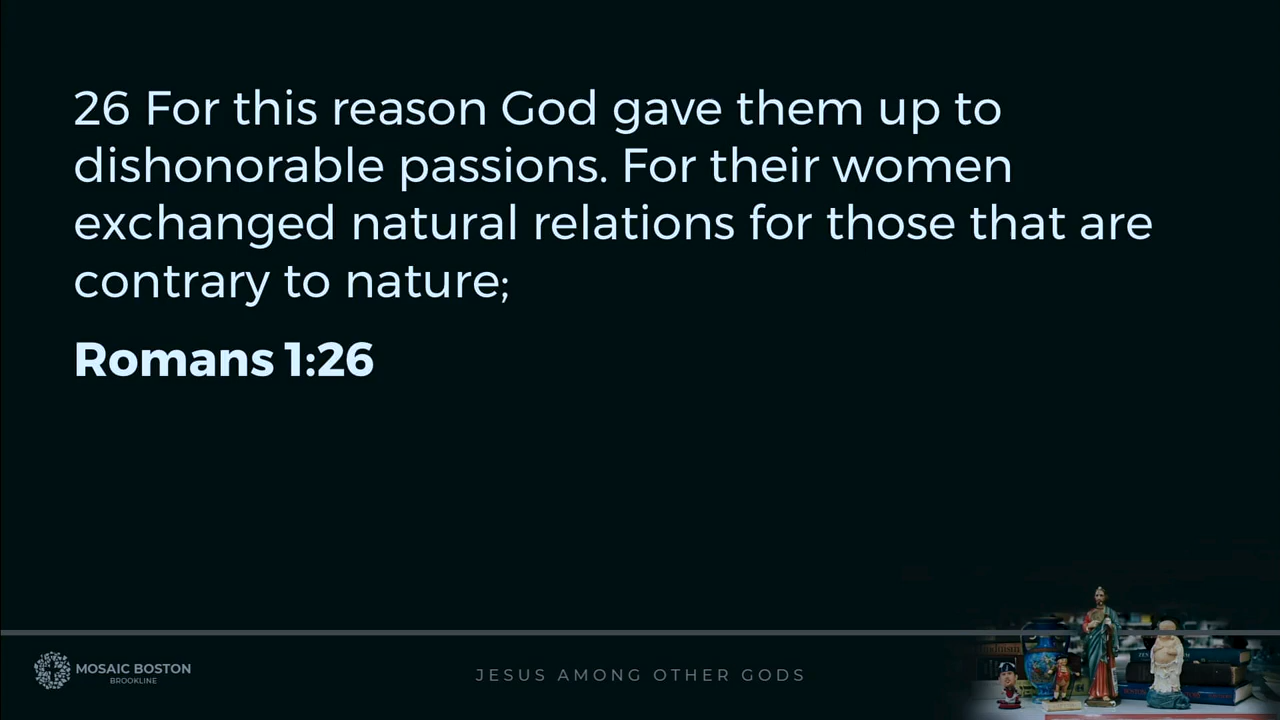 26 For this reason God gave them up to
dishonorable passions. For their women
exchanged natural relations for those that are
contrary to nature;
Romans 1:26
MOSAIC BOSTON
BROOKLINE
JESUS AMONG OTHER GODS